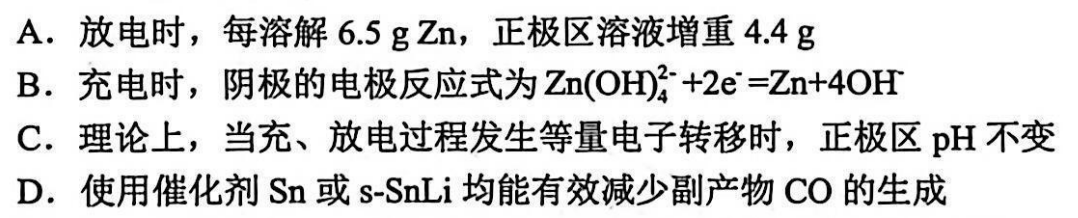 A．放电时，每溶解 6.5 g Zn，正极区溶液增重 4.4 g
B．充电时，阴极的电极反应式为 Zn(OH)₄²⁻+2e⁻=Zn+4OH⁻
C．理论上，当充、放电过程发生等量电子转移时，正极区 pH 不变
D．使用催化剂 Sn 或 s-SnLi 均能有效减少副产物 CO 的生成